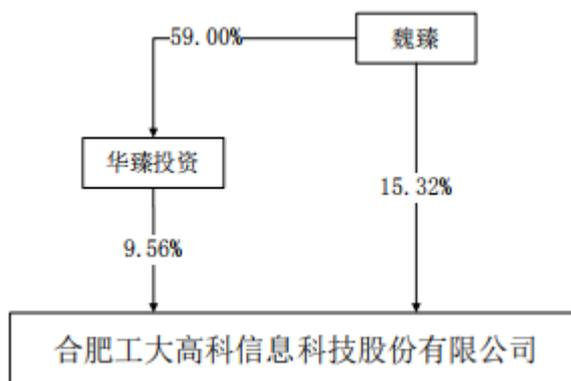 59.00%
魏臻
华臻投资
15.32%
9.56%
合肥工大高科信息科技股份有限公司